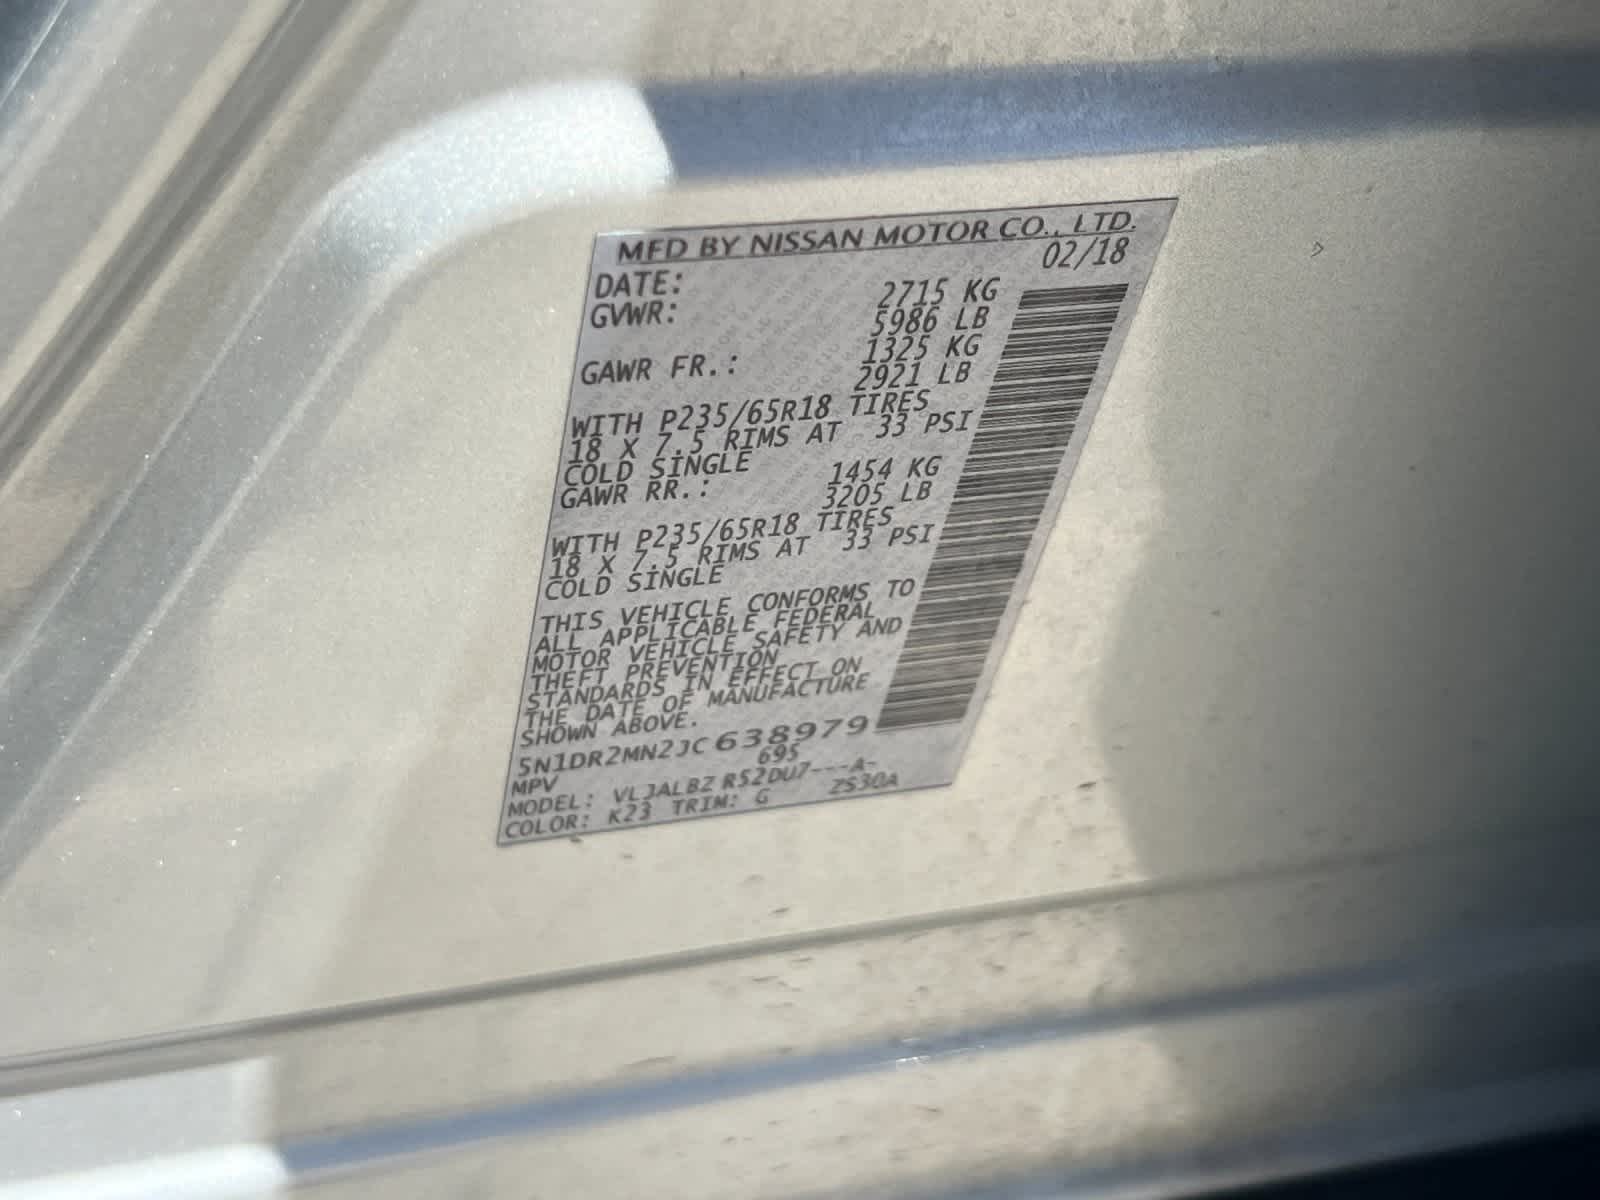 MFD BY NISSAN MOTOR CO., LTD.
DATE: 02/18
GVWR: 2715 KG
5986 LB
GAWR FR.: 1325 KG
2921 LB
WITH P235/65R18 TIRES
18 X 7.5 RIMS AT 33 PSI
COLD SINGLE
GAWR RR.: 1454 KG
3205 LB
WITH P235/65R18 TIRES
18 X 7.5 RIMS AT 33 PSI
COLD SINGLE
THIS VEHICLE CONFORMS TO
ALL APPLICABLE FEDERAL
MOTOR VEHICLE SAFETY AND
THEFT PREVENTION
STANDARDS IN EFFECT ON
THE DATE OF MANUFACTURE
SHOWN ABOVE.
5N1DR2MN2JC638979
MPV 695
MODEL: VLJALBZ R52DU7---A-
COLOR: K23 TRIM: G ZS30A